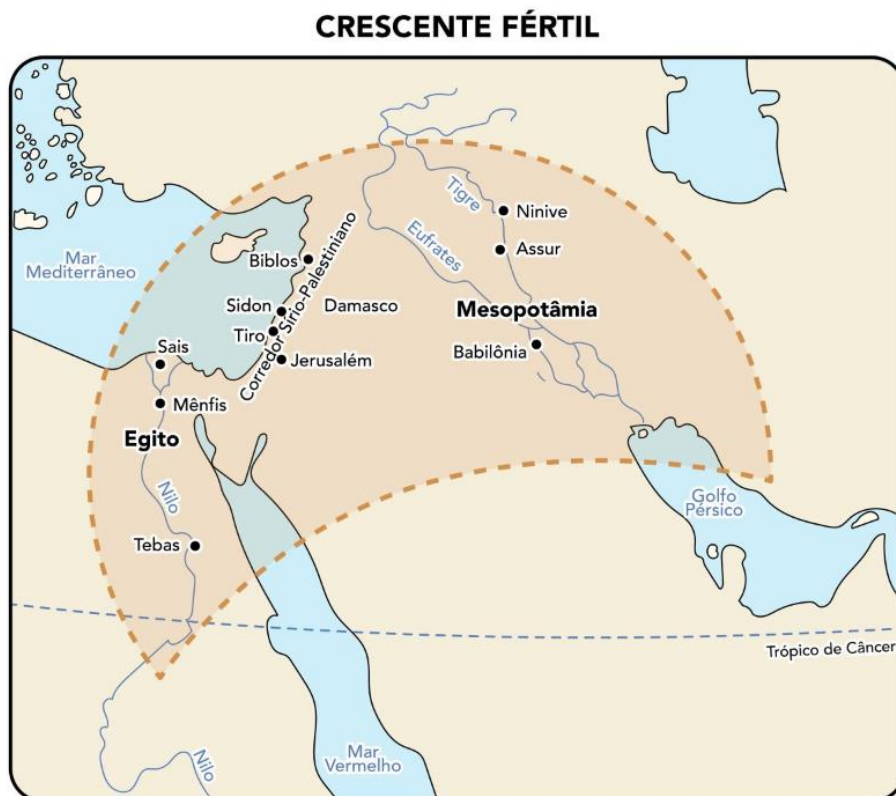 CRESCENTE FÉRTIL
Tigre
Ninive
Eufrates
Assur
Mar
Mediterrâneo
Biblos
Corredor Sírio-Palestiniano
Sidon
Damasco
Mesopotâmia
Tiro
Sais
Babilônia
Jerusalém
Mênfis
Egito
Nilo
Golfo
Pérsico
Tebas
Trópico de Câncer
Mar
Vermelho
Nilo